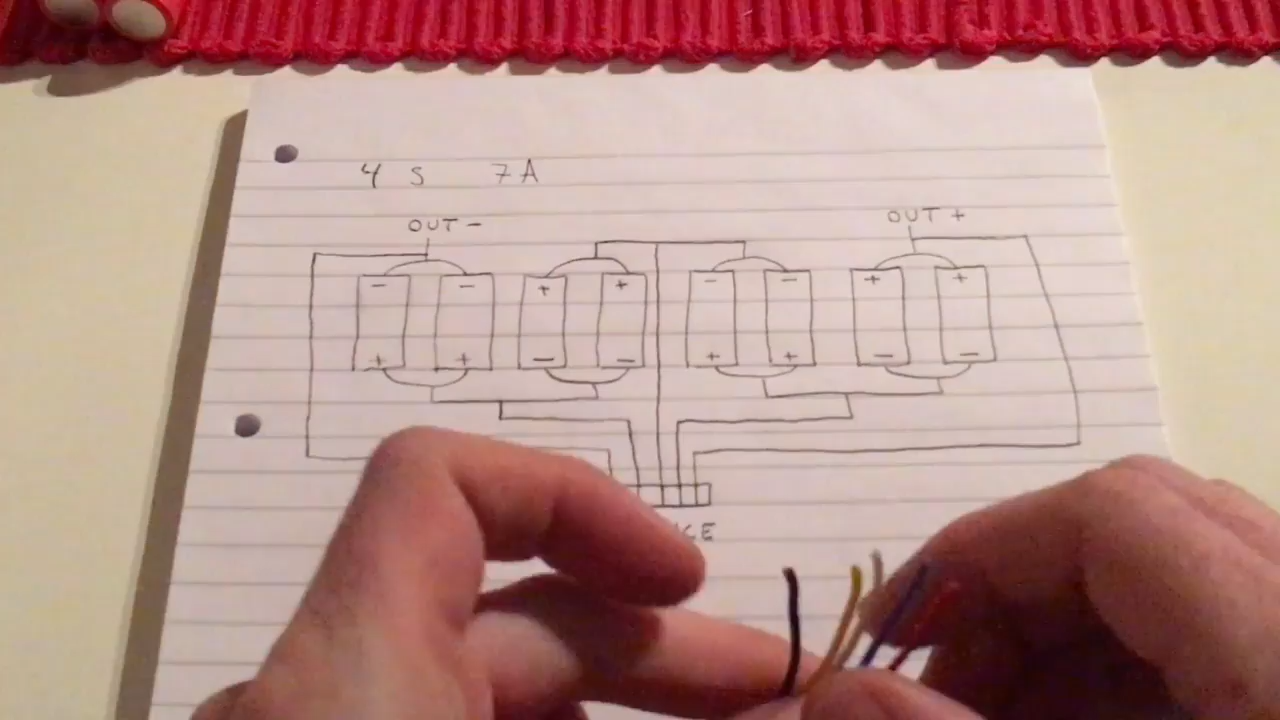 4 S 7A
OUT - OUT +
- - + + - - + +
+ + - - + + - -